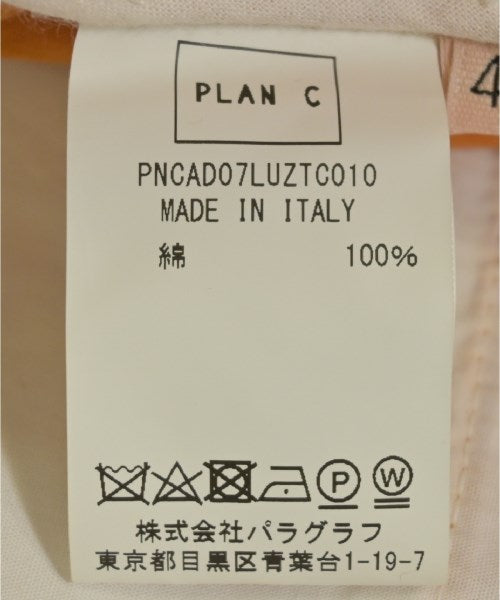 PLAN C
4
PNCAD07LUZTC010
MADE IN ITALY
綿 100%
P W
株式会社パラグラフ
東京都目黒区青葉台1-19-7